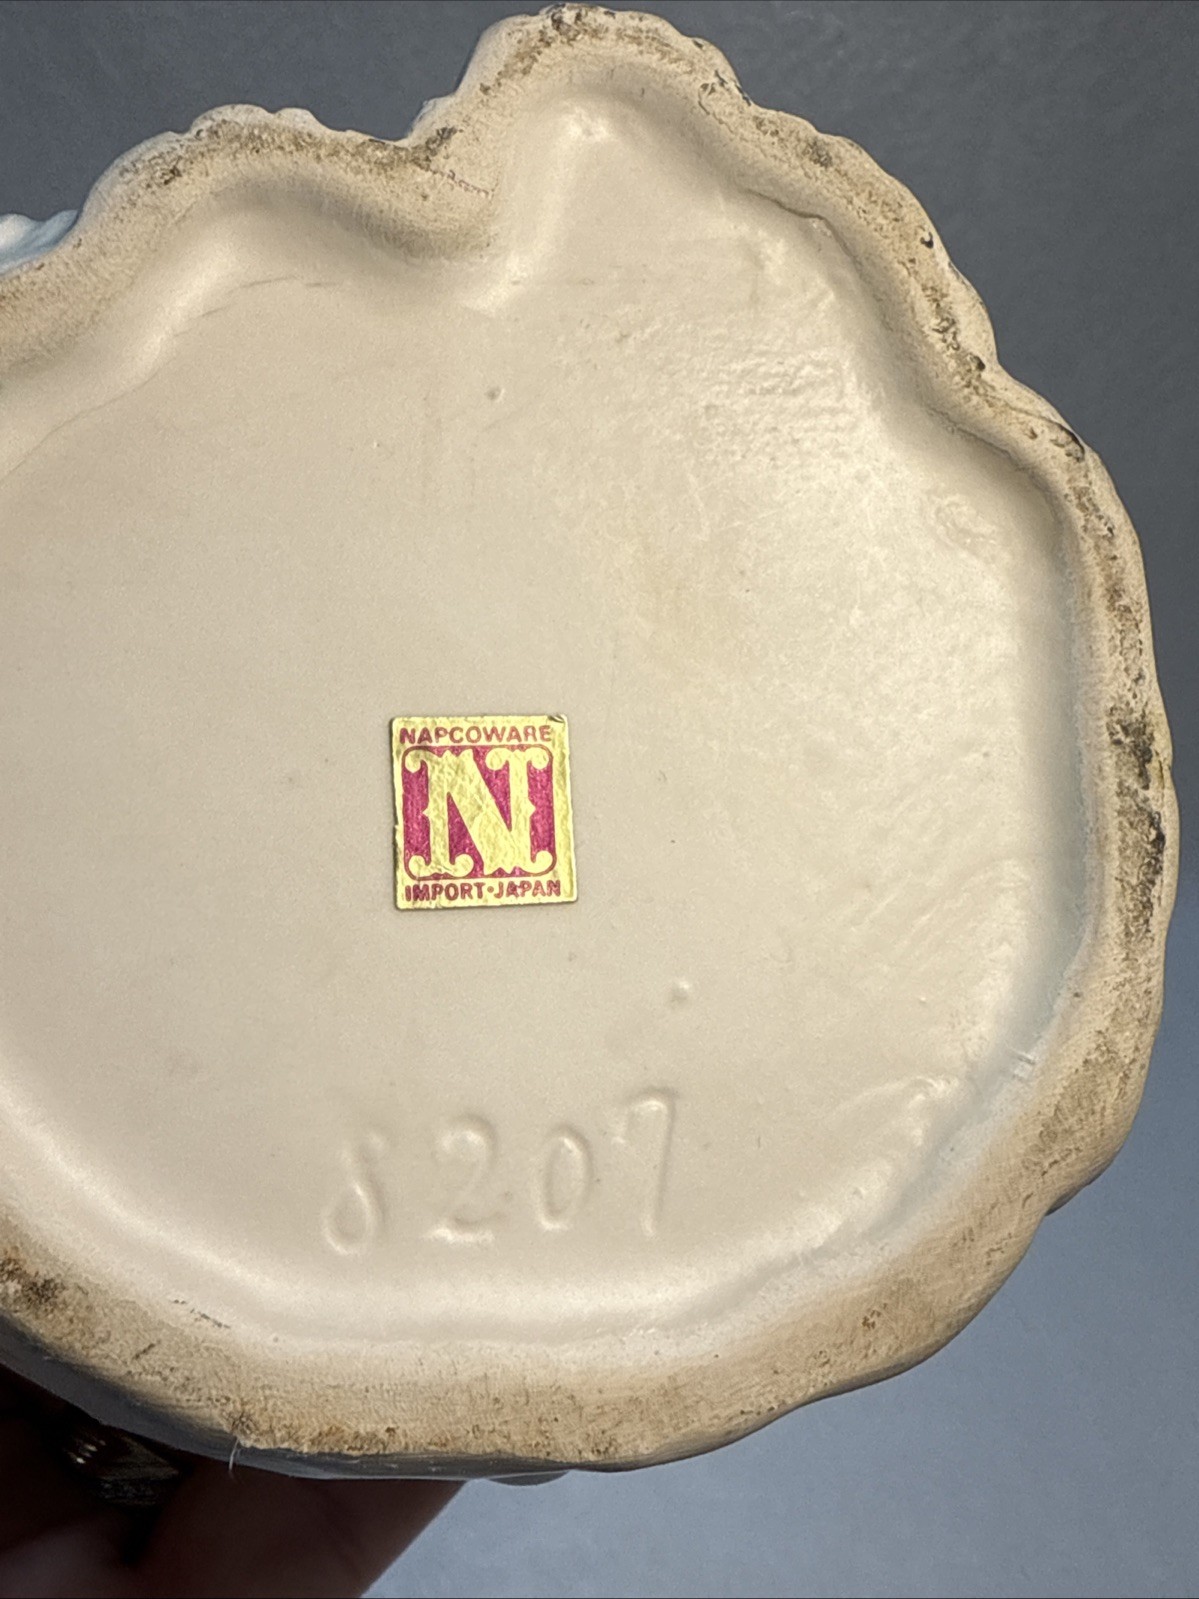 NAPCOWARE
N
IMPORT·JAPAN
8207